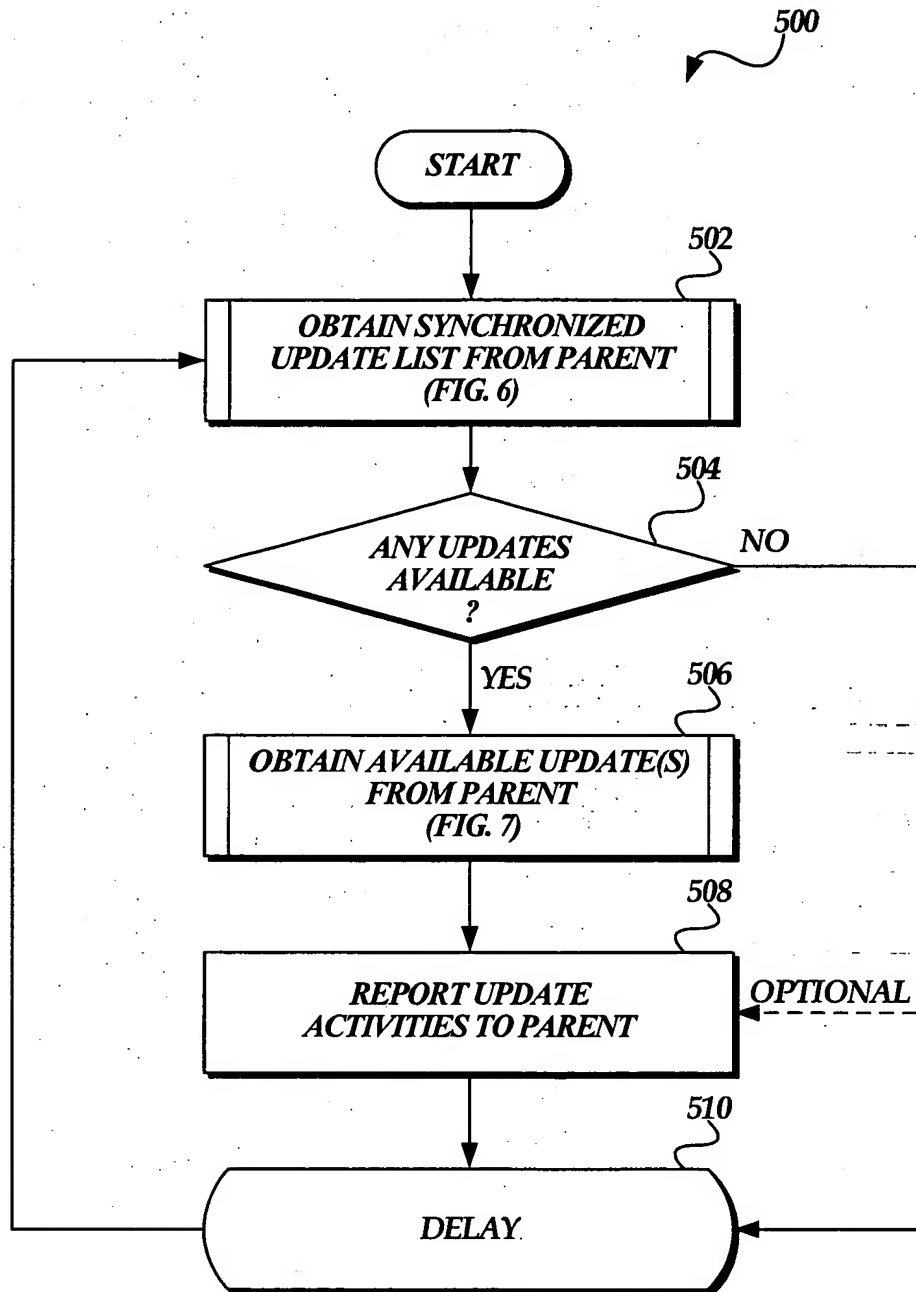 500
START
502
OBTAIN SYNCHRONIZED
UPDATE LIST FROM PARENT
(FIG. 6)
504
ANY UPDATES
AVAILABLE
?
NO
YES
506
OBTAIN AVAILABLE UPDATE(S)
FROM PARENT
(FIG. 7)
508
REPORT UPDATE
ACTIVITIES TO PARENT
OPTIONAL
510
DELAY